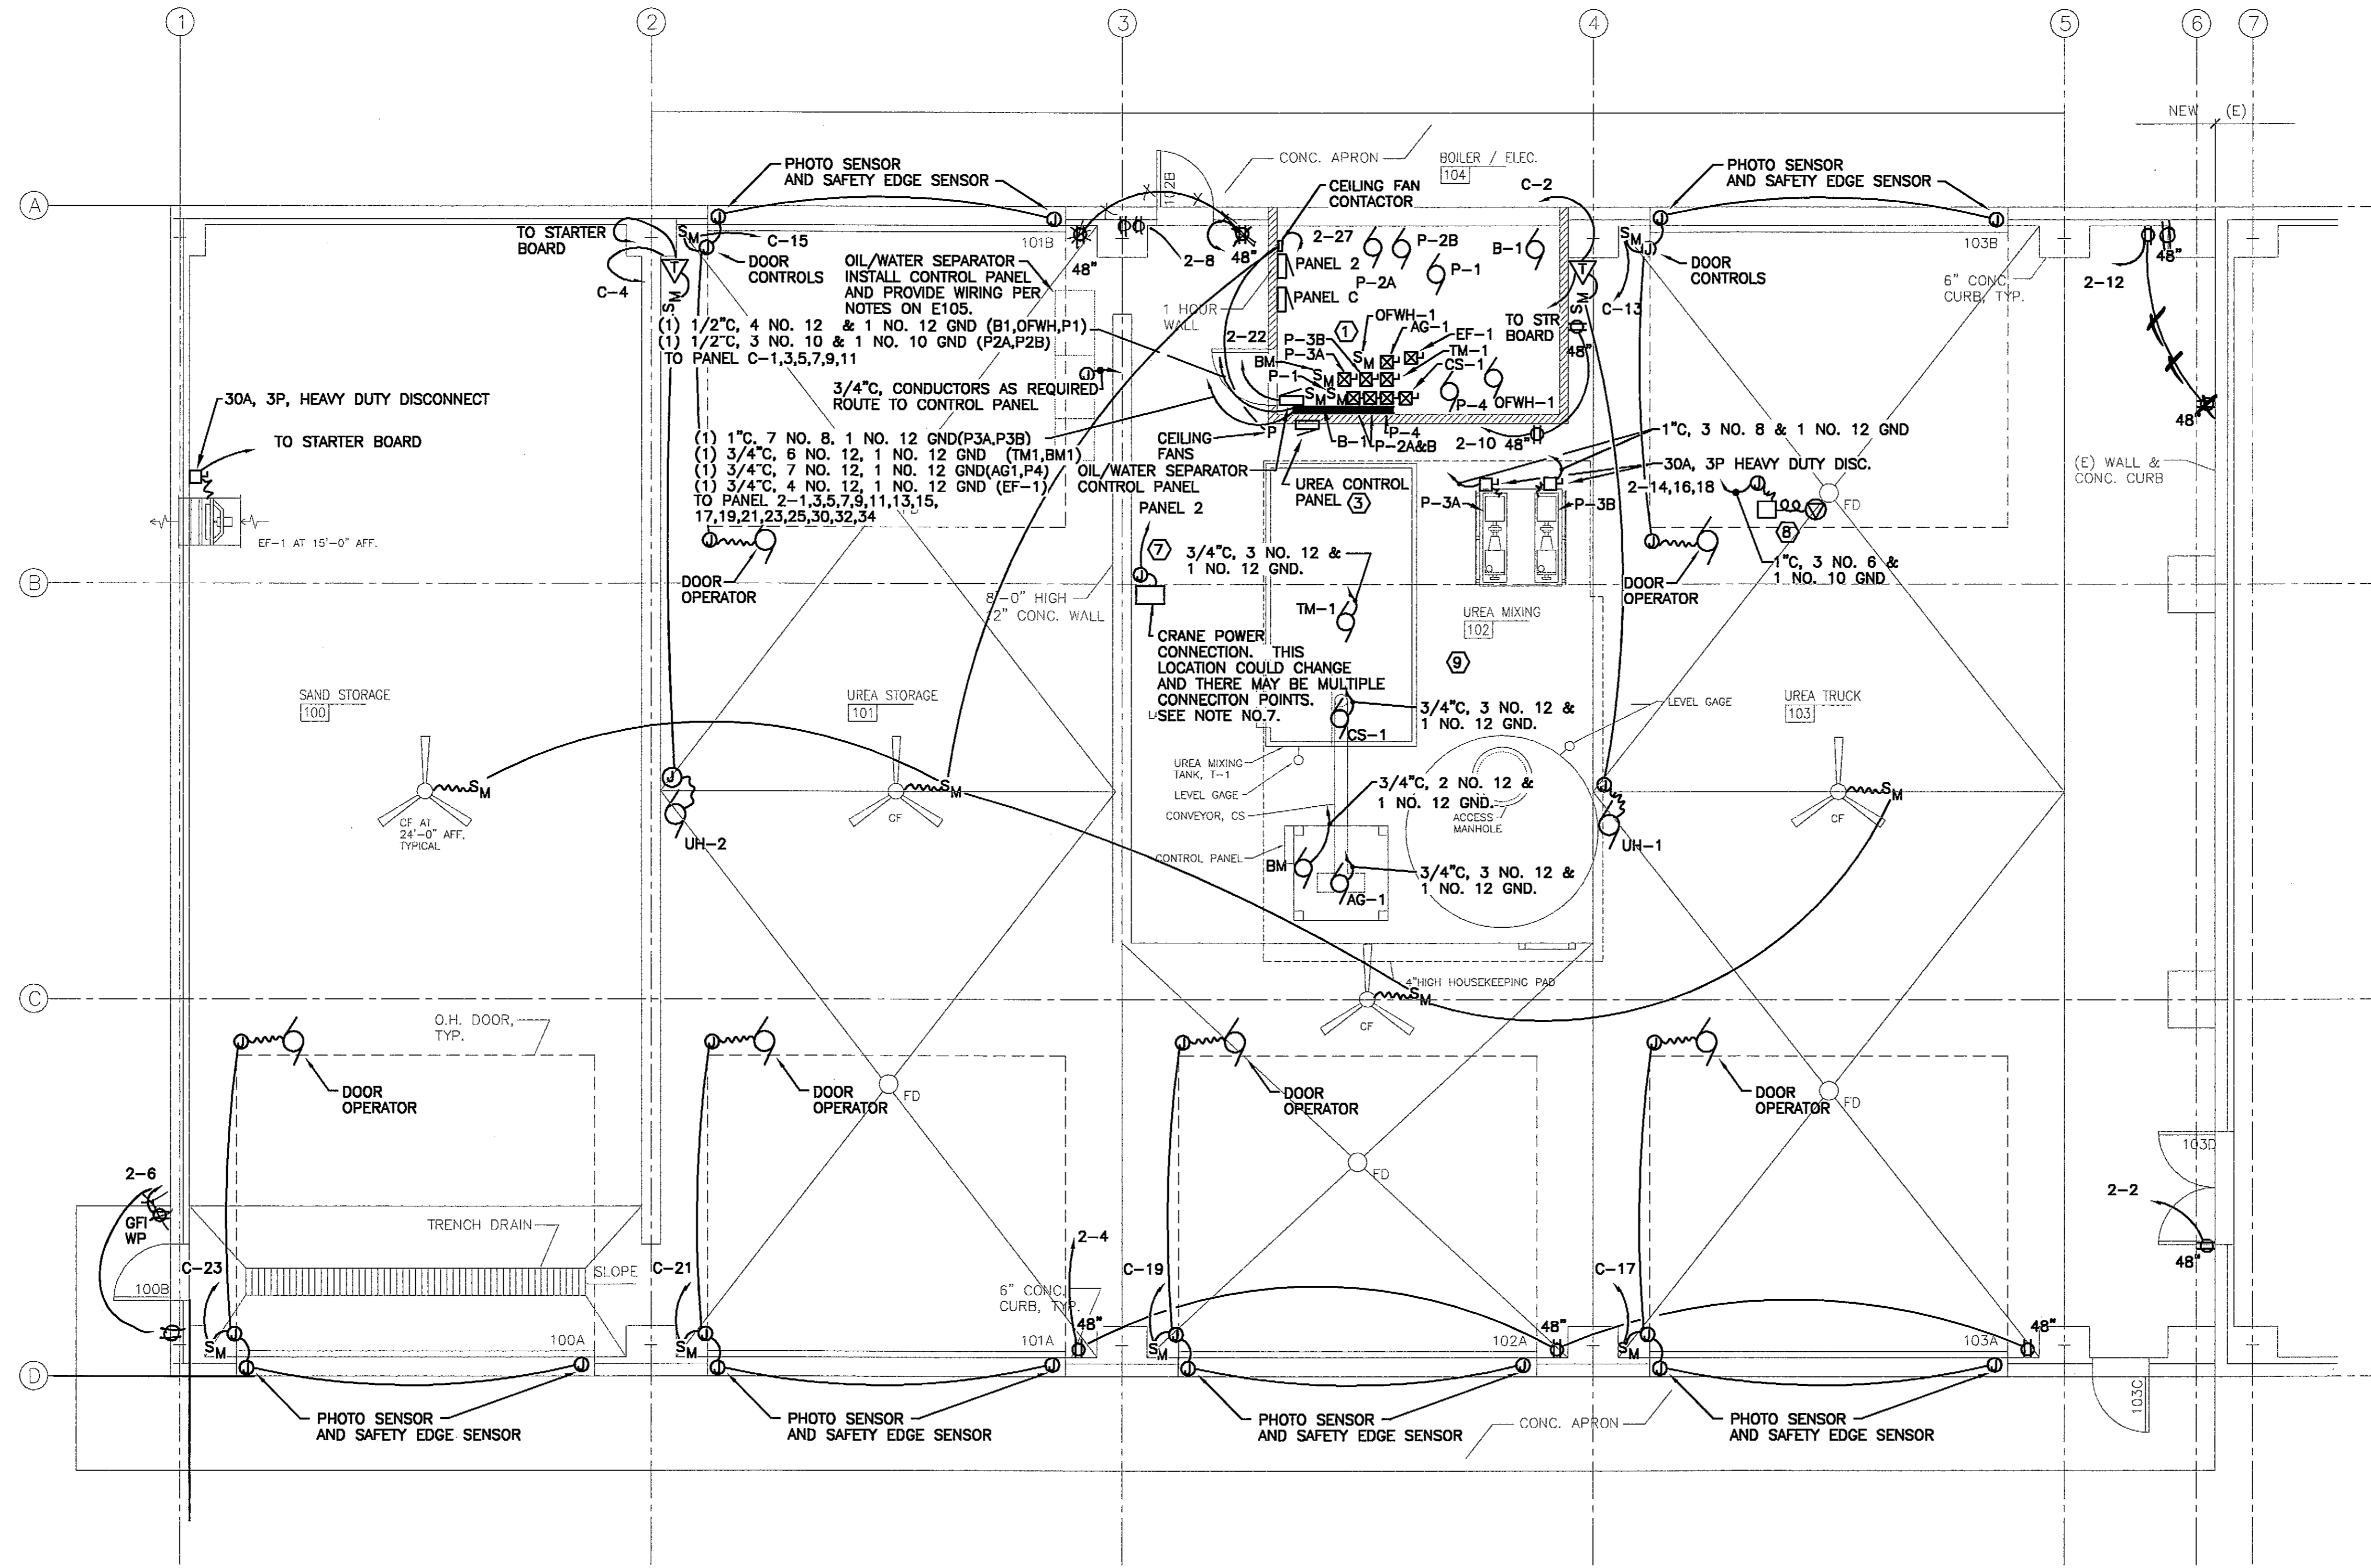 1
2
3
4
5
6
7
NEW (E)
A
B
C
D
PHOTO SENSOR
AND SAFETY EDGE SENSOR
102B
CONC. APRON
BOILER / ELEC.
104
C-2
PHOTO SENSOR
AND SAFETY EDGE SENSOR
CEILING FAN
CONTACTOR
TO STARTER
BOARD
C-4
C-15
DOOR
CONTROLS
101B
48"
2-8
48"
2-27
P-2B
B-1
PANEL 2
P-1
P-2A
PANEL C
C-13
DOOR
CONTROLS
103B
6" CONC.
CURB, TYP.
2-12
48"
48"
OIL/WATER SEPARATOR
INSTALL CONTROL PANEL
AND PROVIDE WIRING PER
NOTES ON E105.
1 HOUR
WALL
(1) 1/2"C, 4 NO. 12 & 1 NO. 12 GND (B1,OFWH,P1)
(1) 1/2"C, 3 NO. 10 & 1 NO. 10 GND (P2A,P2B)
TO PANEL C-1,3,5,7,9,11
2-22
1
OFWH-1
AG-1
P-3B
EF-1
P-3A
TM-1
BM
CS-1
P-1
P-4
OFWH-1
TO STR
BOARD
48"
3/4"C, CONDUCTORS AS REQUIRED
ROUTE TO CONTROL PANEL
30A, 3P, HEAVY DUTY DISCONNECT
TO STARTER BOARD
EF-1 AT 15'-0" AFF.
(1) 1"C, 7 NO. 8, 1 NO. 12 GND(P3A,P3B)
(1) 3/4"C, 6 NO. 12, 1 NO. 12 GND (TM1,BM1)
(1) 3/4"C, 7 NO. 12, 1 NO. 12 GND(AG1,P4)
(1) 3/4"C, 4 NO. 12, 1 NO. 12 GND (EF-1)
TO PANEL 2-1,3,5,7,9,11,13,15,
17,19,21,23,25,30,32,34
CEILING
FANS
P
B-1
P-4
P-2A&B
2-10
48"
OIL/WATER SEPARATOR
CONTROL PANEL
UREA CONTROL
PANEL
3
1"C, 3 NO. 8 & 1 NO. 12 GND
30A, 3P HEAVY DUTY DISC.
2-14,16,18
P-3A
P-3B
FD
8
1"C, 3 NO. 6 &
1 NO. 10 GND
(E) WALL &
CONC. CURB
PANEL 2
7
3/4"C, 3 NO. 12 &
1 NO. 12 GND.
TM-1
DOOR
OPERATOR
DOOR
OPERATOR
8'-0" HIGH
12" CONC. WALL
UREA MIXING
102
9
CRANE POWER
CONNECTION. THIS
LOCATION COULD CHANGE
AND THERE MAY BE MULTIPLE
CONNECITON POINTS.
SEE NOTE NO.7.
SAND STORAGE
100
UREA STORAGE
101
UREA TRUCK
103
LEVEL GAGE
3/4"C, 3 NO. 12 &
1 NO. 12 GND.
CS-1
UREA MIXING
TANK, T-1
LEVEL GAGE
CONVEYOR, CS
3/4"C, 2 NO. 12 &
1 NO. 12 GND.
ACCESS
MANHOLE
CF AT
24'-0" AFF.
TYPICAL
CF
CF
UH-2
UH-1
CONTROL PANEL
BM
AG-1
3/4"C, 3 NO. 12 &
1 NO. 12 GND.
4"HIGH HOUSEKEEPING PAD
CF
O.H. DOOR,
TYP.
DOOR
OPERATOR
DOOR
OPERATOR
FD
DOOR
OPERATOR
FD
DOOR
OPERATOR
FD
103D
2-6
GFI
WP
100B
TRENCH DRAIN
SLOPE
C-23
C-21
2-4
6" CONC.
CURB, TYP.
C-19
C-17
2-2
48"
48"
48"
48"
100A
101A
102A
103A
103C
PHOTO SENSOR
AND SAFETY EDGE SENSOR
PHOTO SENSOR
AND SAFETY EDGE SENSOR
PHOTO SENSOR
AND SAFETY EDGE SENSOR
CONC. APRON
PHOTO SENSOR
AND SAFETY EDGE SENSOR